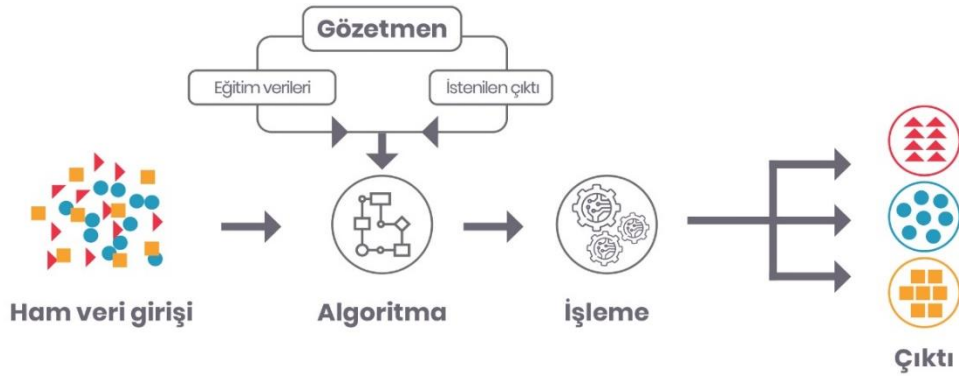 Gözetmen
Eğitim verileri
İstenilen çıktı
Ham veri girişi
Algoritma
İşleme
Çıktı